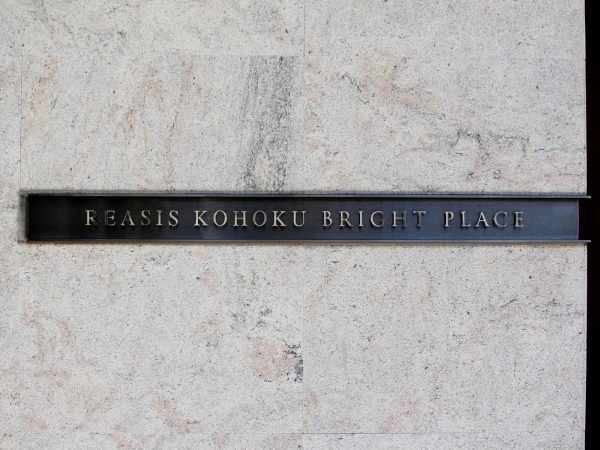 REASIS KOHOKU BRIGHT PLACE